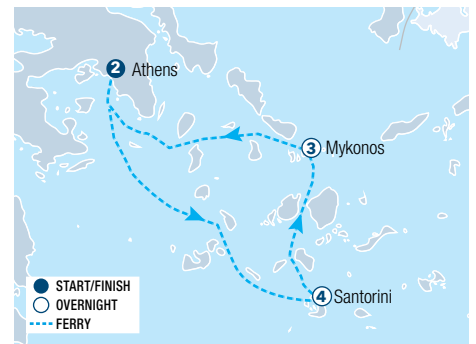 2 Athens
3 Mykonos
4 Santorini
START/FINISH
OVERNIGHT
FERRY